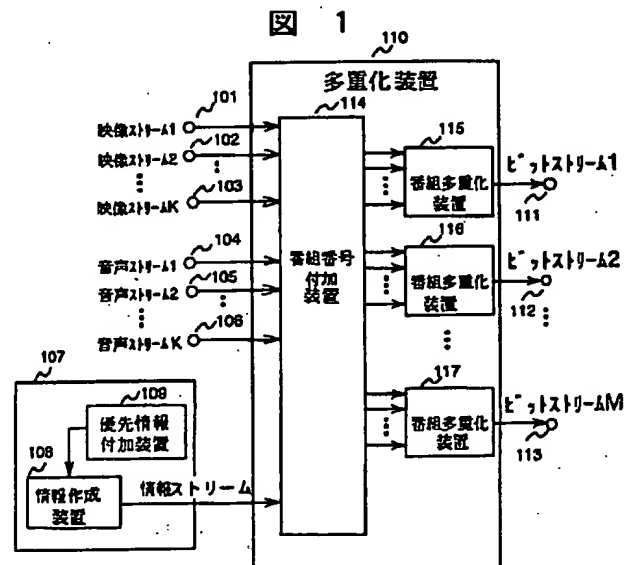 図 1
110
多重化装置
101
映像ストリーム1
102
映像ストリーム2
103
映像ストリームK
104
音声ストリーム1
105
音声ストリーム2
106
音声ストリームK
114
番組番号
付加
装置
115
番組多重化
装置
ビットストリーム1
111
116
番組多重化
装置
ビットストリーム2
112
117
番組多重化
装置
ビットストリームM
113
107
109
優先情報
付加装置
108
情報作成
装置
情報ストリーム